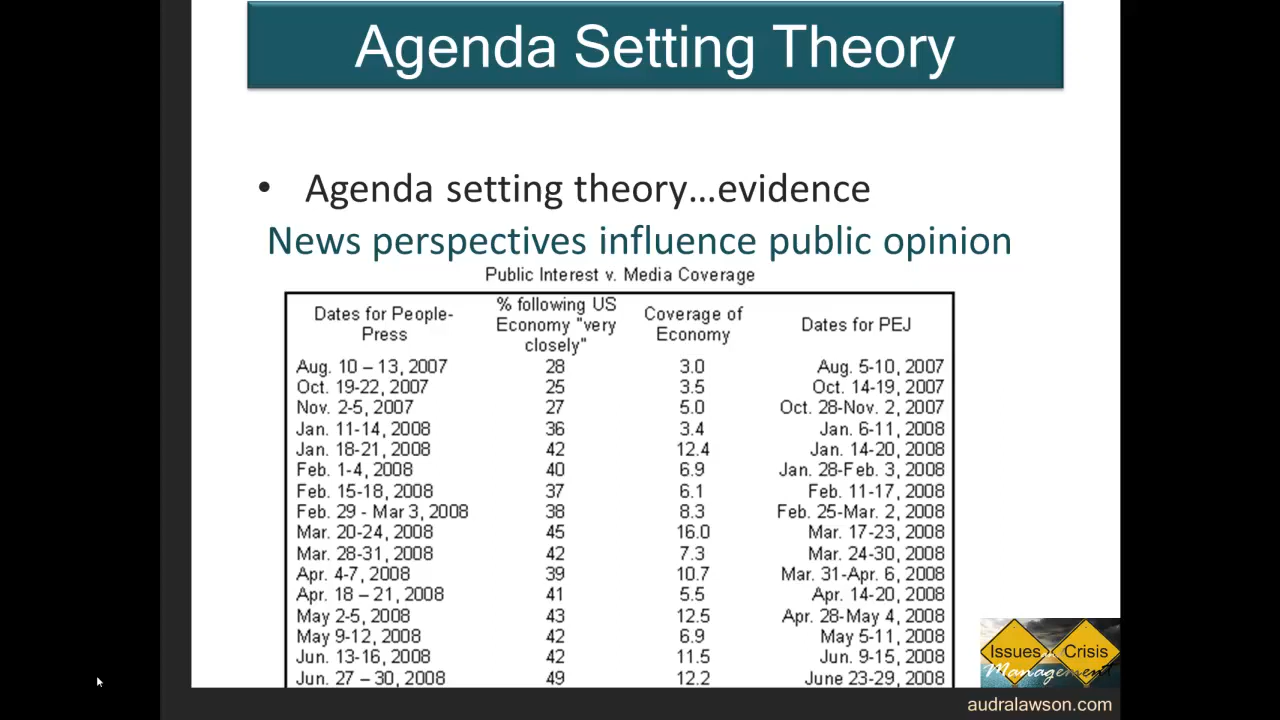 Agenda Setting Theory
• Agenda setting theory…evidence
News perspectives influence public opinion
Public Interest v. Media Coverage
Dates for People-Press % following US Economy "very closely" Coverage of Economy Dates for PEJ
Aug. 10 – 13, 2007 28 3.0 Aug. 5-10, 2007
Oct. 19-22, 2007 25 3.5 Oct. 14-19, 2007
Nov. 2-5, 2007 27 5.0 Oct. 28-Nov. 2, 2007
Jan. 11-14, 2008 36 3.4 Jan. 6-11, 2008
Jan. 18-21, 2008 42 12.4 Jan. 14-20, 2008
Feb. 1-4, 2008 40 6.9 Jan. 28-Feb. 3, 2008
Feb. 15-18, 2008 37 6.1 Feb. 11-17, 2008
Feb. 29 - Mar 3, 2008 38 8.3 Feb. 25-Mar. 2, 2008
Mar. 20-24, 2008 45 16.0 Mar. 17-23, 2008
Mar. 28-31, 2008 42 7.3 Mar. 24-30, 2008
Apr. 4-7, 2008 39 10.7 Mar. 31-Apr. 6, 2008
Apr. 18 – 21, 2008 41 5.5 Apr. 14-20, 2008
May 2-5, 2008 43 12.5 Apr. 28-May 4, 2008
May 9-12, 2008 42 6.9 May 5-11, 2008
Jun. 13-16, 2008 42 11.5 Jun. 9-15, 2008
Jun. 27 – 30, 2008 49 12.2 June 23-29, 2008
Issues Crisis
Management
audralawson.com